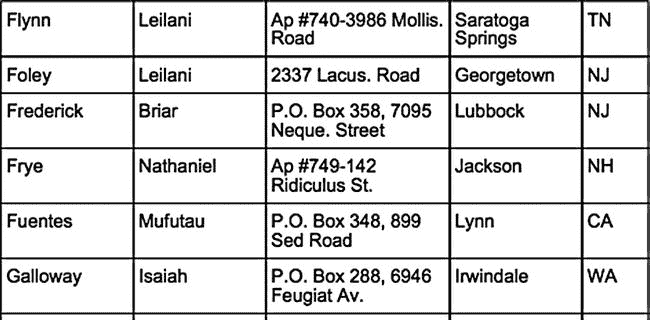 Flynn Leilani Ap #740-3986 Mollis. Saratoga TN
Road Springs
Foley Leilani 2337 Lacus. Road Georgetown NJ
Frederick Briar P.O. Box 358, 7095 Lubbock NJ
Neque. Street
Frye Nathaniel Ap #749-142 Jackson NH
Ridiculus St.
Fuentes Mufutau P.O. Box 348, 899 Lynn CA
Sed Road
Galloway Isaiah P.O. Box 288, 6946 Irwindale WA
Feugiat Av.